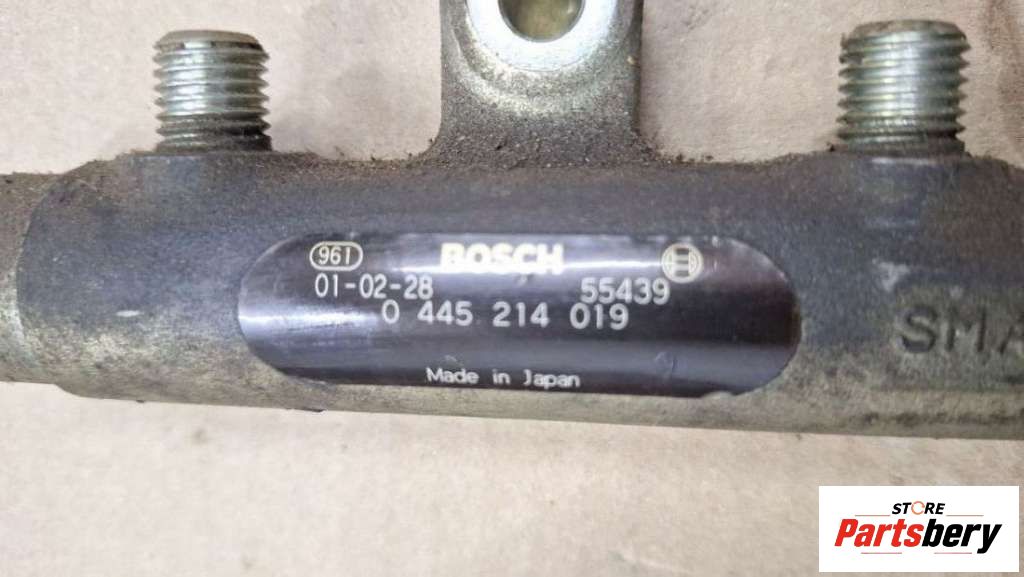 961 BOSCH
01-02-28 55439
0 445 214 019
Made in Japan
SMA
STORE
Partsbery